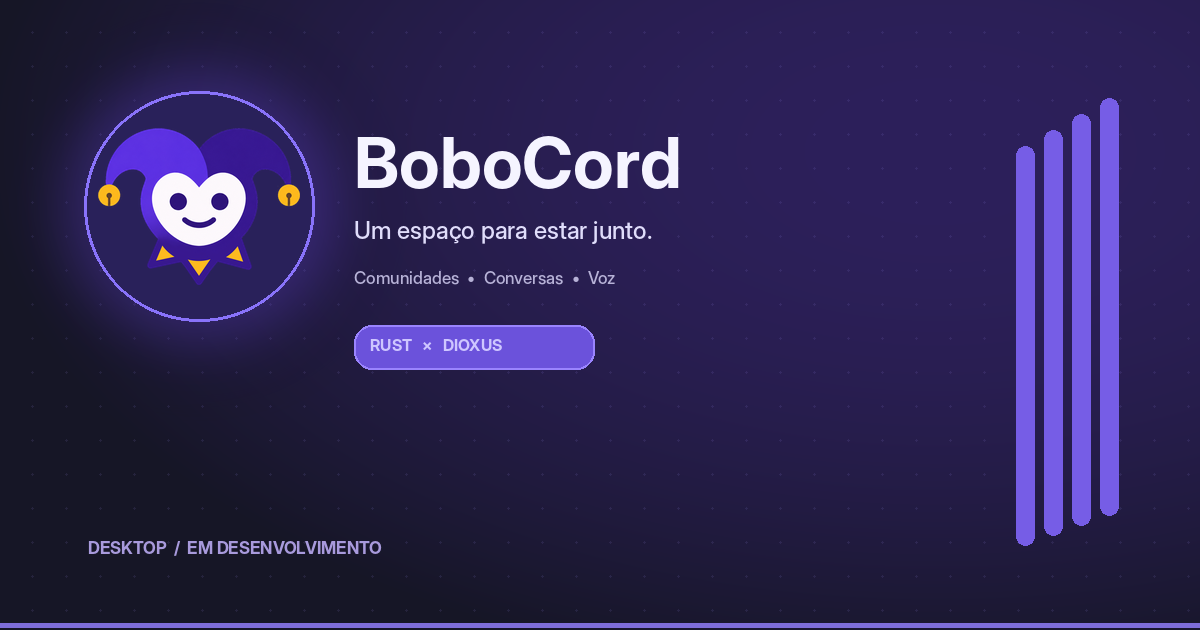 BoboCord
Um espaço para estar junto.
Comunidades • Conversas • Voz
RUST × DIOXUS
DESKTOP / EM DESENVOLVIMENTO